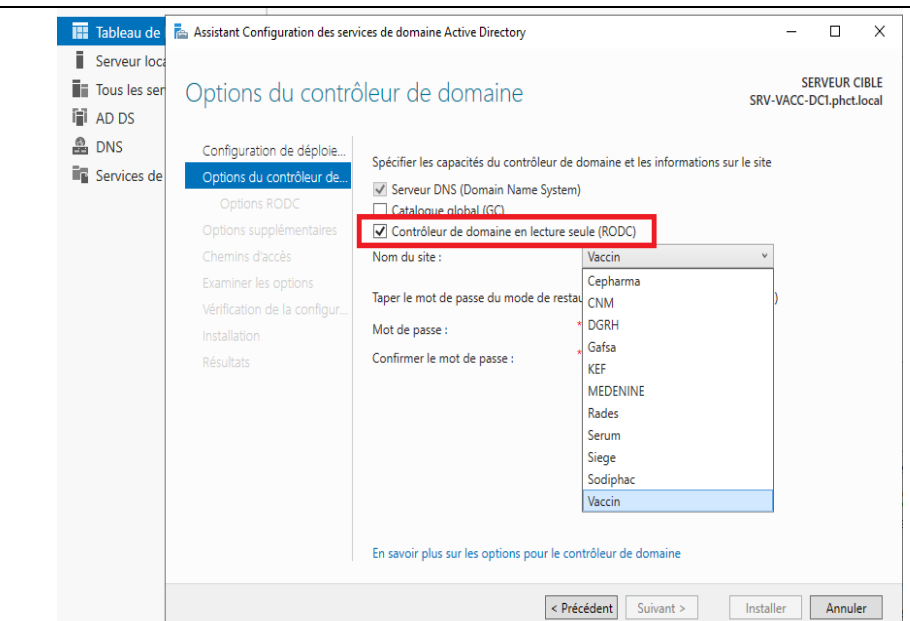 Tableau de
Assistant Configuration des services de domaine Active Directory
Serveur loca
Tous les ser
AD DS
DNS
Services de
Options du contrôleur de domaine
SERVEUR CIBLE
SRV-VACC-DC1.phct.local
Configuration de déploie...
Options du contrôleur de...
Options RODC
Options supplémentaires
Chemins d'accès
Examiner les options
Vérification de la configur...
Installation
Résultats
Spécifier les capacités du contrôleur de domaine et les informations sur le site
Serveur DNS (Domain Name System)
Catalogue global (GC)
Contrôleur de domaine en lecture seule (RODC)
Nom du site :
Vaccin
Taper le mot de passe du mode de restau
)
Mot de passe :
*
Confirmer le mot de passe :
*
Cepharma
CNM
DGRH
Gafsa
KEF
MEDENINE
Rades
Serum
Siege
Sodiphac
Vaccin
En savoir plus sur les options pour le contrôleur de domaine
< Précédent
Suivant >
Installer
Annuler